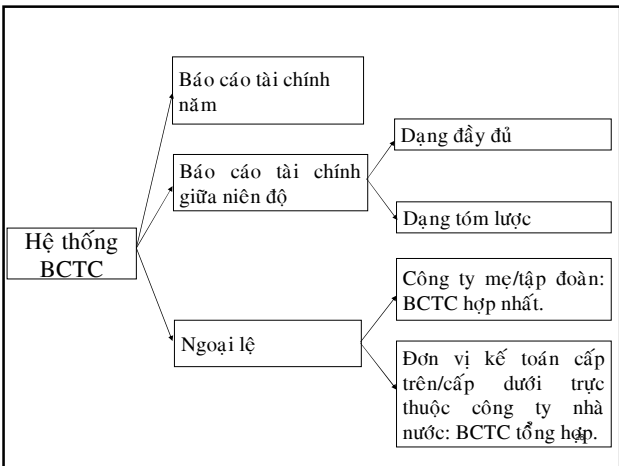 Báo cáo tài chính
năm
Báo cáo tài chính
giữa niên độ
Dạng đầy đủ
Dạng tóm lược
Hệ thống
BCTC
Ngoại lệ
Công ty mẹ/tập đoàn:
BCTC hợp nhất.
Đơn vị kế toán cấp
trên/cấp dưới trực
thuộc công ty nhà
nước: BCTC tổng hợp.